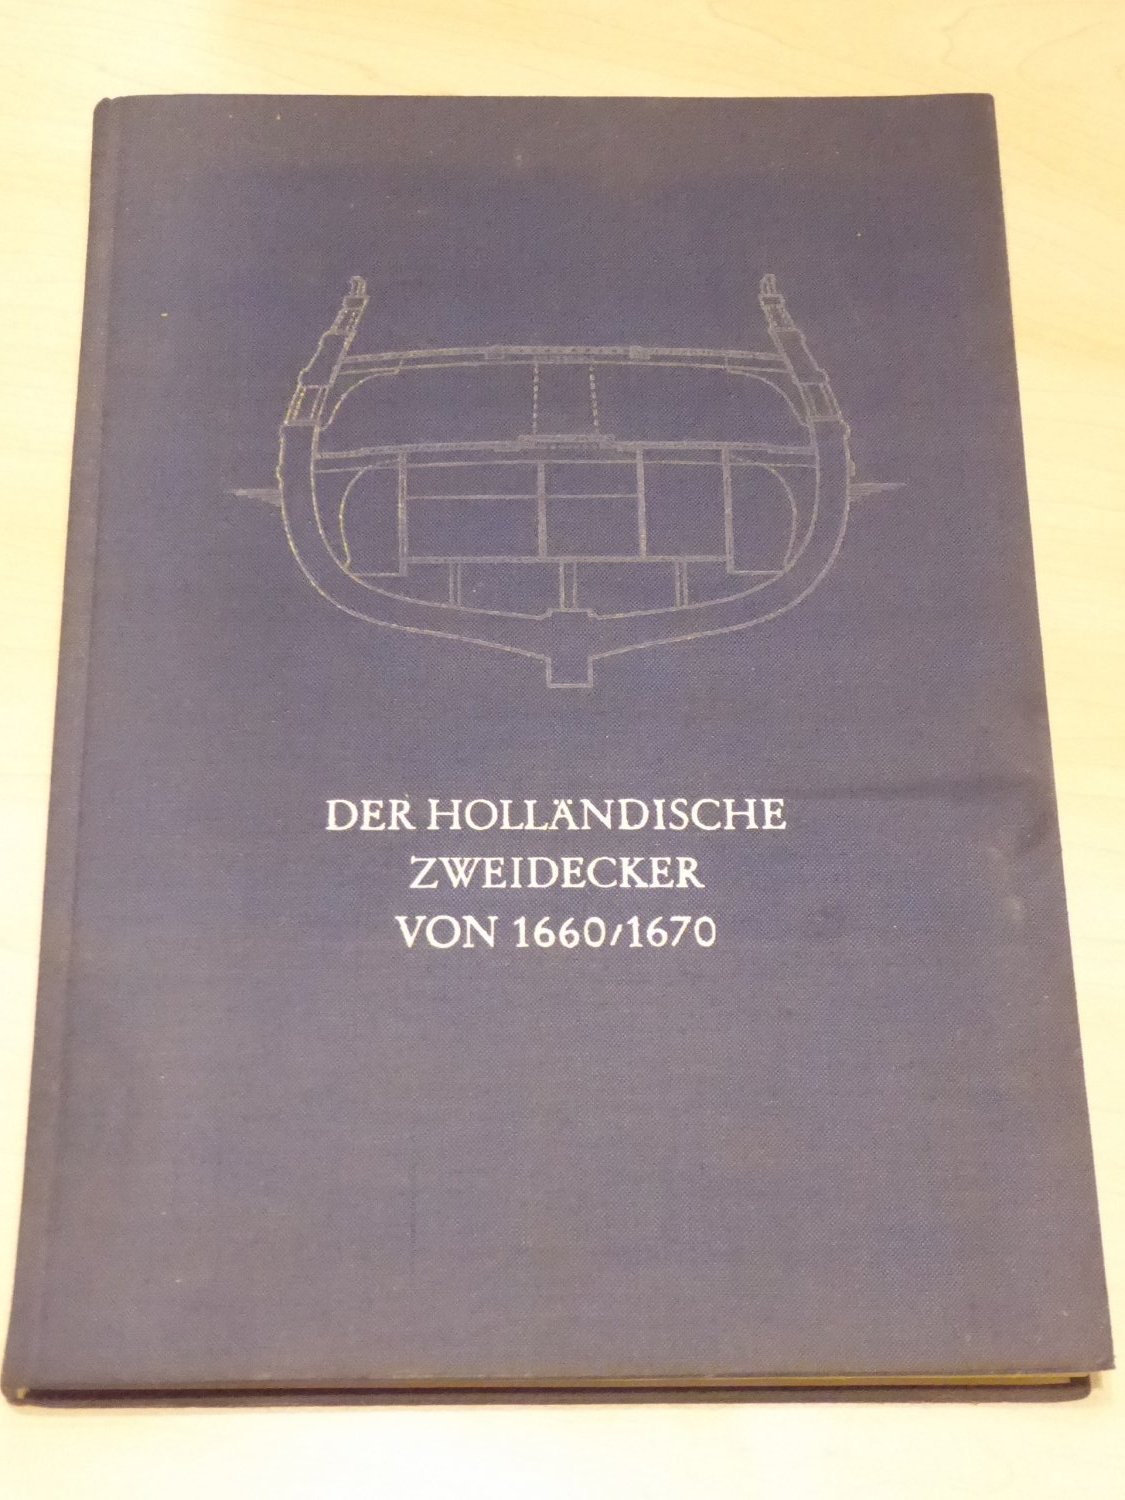 DER HOLLÄNDISCHE
ZWEIDECKER
VON 1660/1670